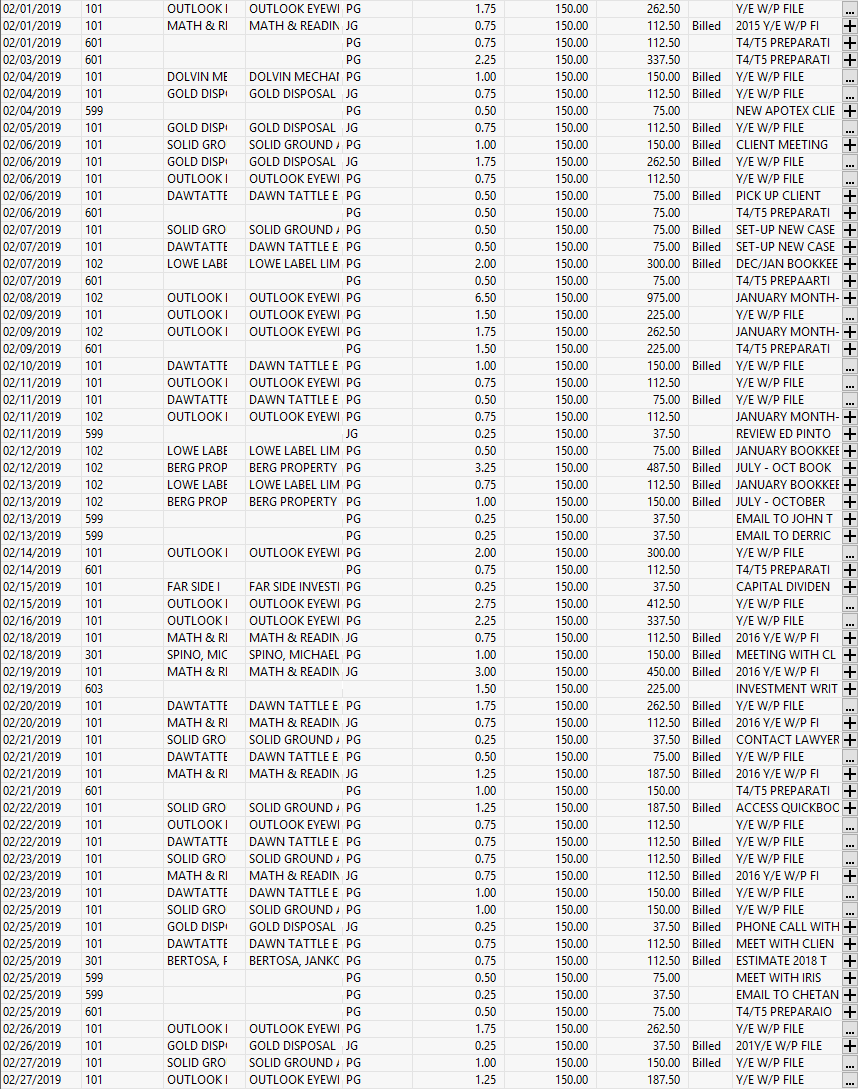 02/01/2019 101 OUTLOOK I OUTLOOK EYEWI PG 1.75 150.00 262.50 Y/E W/P FILE ...
02/01/2019 101 MATH & RI MATH & READIN JG 0.75 150.00 112.50 Billed 2015 Y/E W/P FI +
02/01/2019 601 PG 0.75 150.00 112.50 T4/T5 PREPARATI +
02/03/2019 601 PG 2.25 150.00 337.50 T4/T5 PREPARATI +
02/04/2019 101 DOLVIN ME DOLVIN MECHAI PG 1.00 150.00 150.00 Billed Y/E W/P FILE ...
02/04/2019 101 GOLD DISP( GOLD DISPOSAL JG 0.75 150.00 112.50 Billed Y/E W/P FILE ...
02/04/2019 599 PG 0.50 150.00 75.00 NEW APOTEX CLIE +
02/05/2019 101 GOLD DISP( GOLD DISPOSAL JG 0.75 150.00 112.50 Billed Y/E W/P FILE ...
02/06/2019 101 SOLID GRO SOLID GROUND A PG 1.00 150.00 150.00 Billed CLIENT MEETING +
02/06/2019 101 GOLD DISP( GOLD DISPOSAL JG 1.75 150.00 262.50 Billed Y/E W/P FILE ...
02/06/2019 101 OUTLOOK I OUTLOOK EYEWI PG 0.75 150.00 112.50 Y/E W/P FILE ...
02/06/2019 101 DAWTATTE DAWN TATTLE E PG 0.50 150.00 75.00 Billed PICK UP CLIENT +
02/06/2019 601 PG 0.50 150.00 75.00 T4/T5 PREPARATI +
02/07/2019 101 SOLID GRO SOLID GROUND A PG 0.50 150.00 75.00 Billed SET-UP NEW CASE +
02/07/2019 101 DAWTATTE DAWN TATTLE E PG 0.50 150.00 75.00 Billed SET-UP NEW CASE +
02/07/2019 102 LOWE LABE LOWE LABEL LIM PG 2.00 150.00 300.00 Billed DEC/JAN BOOKKEE +
02/07/2019 601 PG 0.50 150.00 75.00 T4/T5 PREPAARTI +
02/08/2019 102 OUTLOOK I OUTLOOK EYEWI PG 6.50 150.00 975.00 JANUARY MONTH- +
02/09/2019 101 OUTLOOK I OUTLOOK EYEWI PG 1.50 150.00 225.00 Y/E W/P FILE ...
02/09/2019 102 OUTLOOK I OUTLOOK EYEWI PG 1.75 150.00 262.50 JANUARY MONTH- +
02/09/2019 601 PG 1.50 150.00 225.00 T4/T5 PREPARATI +
02/10/2019 101 DAWTATTE DAWN TATTLE E PG 1.00 150.00 150.00 Billed Y/E W/P FILE ...
02/11/2019 101 OUTLOOK I OUTLOOK EYEWI PG 0.75 150.00 112.50 Y/E W/P FILE ...
02/11/2019 101 DAWTATTE DAWN TATTLE E PG 0.50 150.00 75.00 Billed Y/E W/P FILE ...
02/11/2019 102 OUTLOOK I OUTLOOK EYEWI PG 0.75 150.00 112.50 JANUARY MONTH- +
02/11/2019 599 JG 0.25 150.00 37.50 REVIEW ED PINTO +
02/12/2019 102 LOWE LABE LOWE LABEL LIM PG 0.50 150.00 75.00 Billed JANUARY BOOKKEE +
02/12/2019 102 BERG PROP BERG PROPERTY PG 3.25 150.00 487.50 Billed JULY - OCT BOOK +
02/13/2019 102 LOWE LABE LOWE LABEL LIM PG 0.75 150.00 112.50 Billed JANUARY BOOKKEE +
02/13/2019 102 BERG PROP BERG PROPERTY PG 1.00 150.00 150.00 Billed JULY - OCTOBER +
02/13/2019 599 PG 0.25 150.00 37.50 EMAIL TO JOHN T +
02/13/2019 599 PG 0.25 150.00 37.50 EMAIL TO DERRIC +
02/14/2019 101 OUTLOOK I OUTLOOK EYEWI PG 2.00 150.00 300.00 Y/E W/P FILE ...
02/14/2019 601 PG 0.75 150.00 112.50 T4/T5 PREPARATI +
02/15/2019 101 FAR SIDE I FAR SIDE INVESTI PG 0.25 150.00 37.50 CAPITAL DIVIDEN +
02/15/2019 101 OUTLOOK I OUTLOOK EYEWI PG 2.75 150.00 412.50 Y/E W/P FILE ...
02/16/2019 101 OUTLOOK I OUTLOOK EYEWI PG 2.25 150.00 337.50 Y/E W/P FILE ...
02/18/2019 101 MATH & RI MATH & READIN JG 0.75 150.00 112.50 Billed 2016 Y/E W/P FI +
02/18/2019 301 SPINO, MIC SPINO, MICHAEL PG 1.00 150.00 150.00 Billed MEETING WITH CL +
02/19/2019 101 MATH & RI MATH & READIN JG 3.00 150.00 450.00 Billed 2016 Y/E W/P FI +
02/19/2019 603 1.50 150.00 225.00 INVESTMENT WRIT +
02/20/2019 101 DAWTATTE DAWN TATTLE E PG 1.75 150.00 262.50 Billed Y/E W/P FILE ...
02/20/2019 101 MATH & RI MATH & READIN JG 0.75 150.00 112.50 Billed 2016 Y/E W/P FI +
02/21/2019 101 SOLID GRO SOLID GROUND A PG 0.25 150.00 37.50 Billed CONTACT LAWYER +
02/21/2019 101 DAWTATTE DAWN TATTLE E PG 0.50 150.00 75.00 Billed Y/E W/P FILE ...
02/21/2019 101 MATH & RI MATH & READIN JG 1.25 150.00 187.50 Billed 2016 Y/E W/P FI +
02/21/2019 601 PG 1.00 150.00 150.00 T4/T5 PREPARATI +
02/22/2019 101 SOLID GRO SOLID GROUND A PG 1.25 150.00 187.50 Billed ACCESS QUICKBOO +
02/22/2019 101 OUTLOOK I OUTLOOK EYEWI PG 0.75 150.00 112.50 Y/E W/P FILE ...
02/22/2019 101 DAWTATTE DAWN TATTLE E PG 0.75 150.00 112.50 Billed Y/E W/P FILE ...
02/23/2019 101 SOLID GRO SOLID GROUND A PG 0.75 150.00 112.50 Billed Y/E W/P FILE ...
02/23/2019 101 MATH & RI MATH & READIN JG 0.75 150.00 112.50 Billed 2016 Y/E W/P FI +
02/23/2019 101 DAWTATTE DAWN TATTLE E PG 1.00 150.00 150.00 Billed Y/E W/P FILE ...
02/25/2019 101 SOLID GRO SOLID GROUND A PG 1.00 150.00 150.00 Billed Y/E W/P FILE ...
02/25/2019 101 GOLD DISP( GOLD DISPOSAL JG 0.25 150.00 37.50 Billed PHONE CALL WITH +
02/25/2019 101 DAWTATTE DAWN TATTLE E PG 0.75 150.00 112.50 Billed MEET WITH CLIEN +
02/25/2019 301 BERTOSA, F BERTOSA, JANKC PG 0.75 150.00 112.50 Billed ESTIMATE 2018 T +
02/25/2019 599 PG 0.50 150.00 75.00 MEET WITH IRIS +
02/25/2019 599 PG 0.25 150.00 37.50 EMAIL TO CHETAN +
02/25/2019 601 PG 0.50 150.00 75.00 T4/T5 PREPARAIO +
02/26/2019 101 OUTLOOK I OUTLOOK EYEWI PG 1.75 150.00 262.50 Y/E W/P FILE ...
02/26/2019 101 GOLD DISP( GOLD DISPOSAL JG 0.25 150.00 37.50 Billed 201Y/E W/P FILE +
02/27/2019 101 SOLID GRO SOLID GROUND A PG 1.00 150.00 150.00 Billed Y/E W/P FILE ...
02/27/2019 101 OUTLOOK I OUTLOOK EYEWI PG 1.25 150.00 187.50 Y/E W/P FILE ...